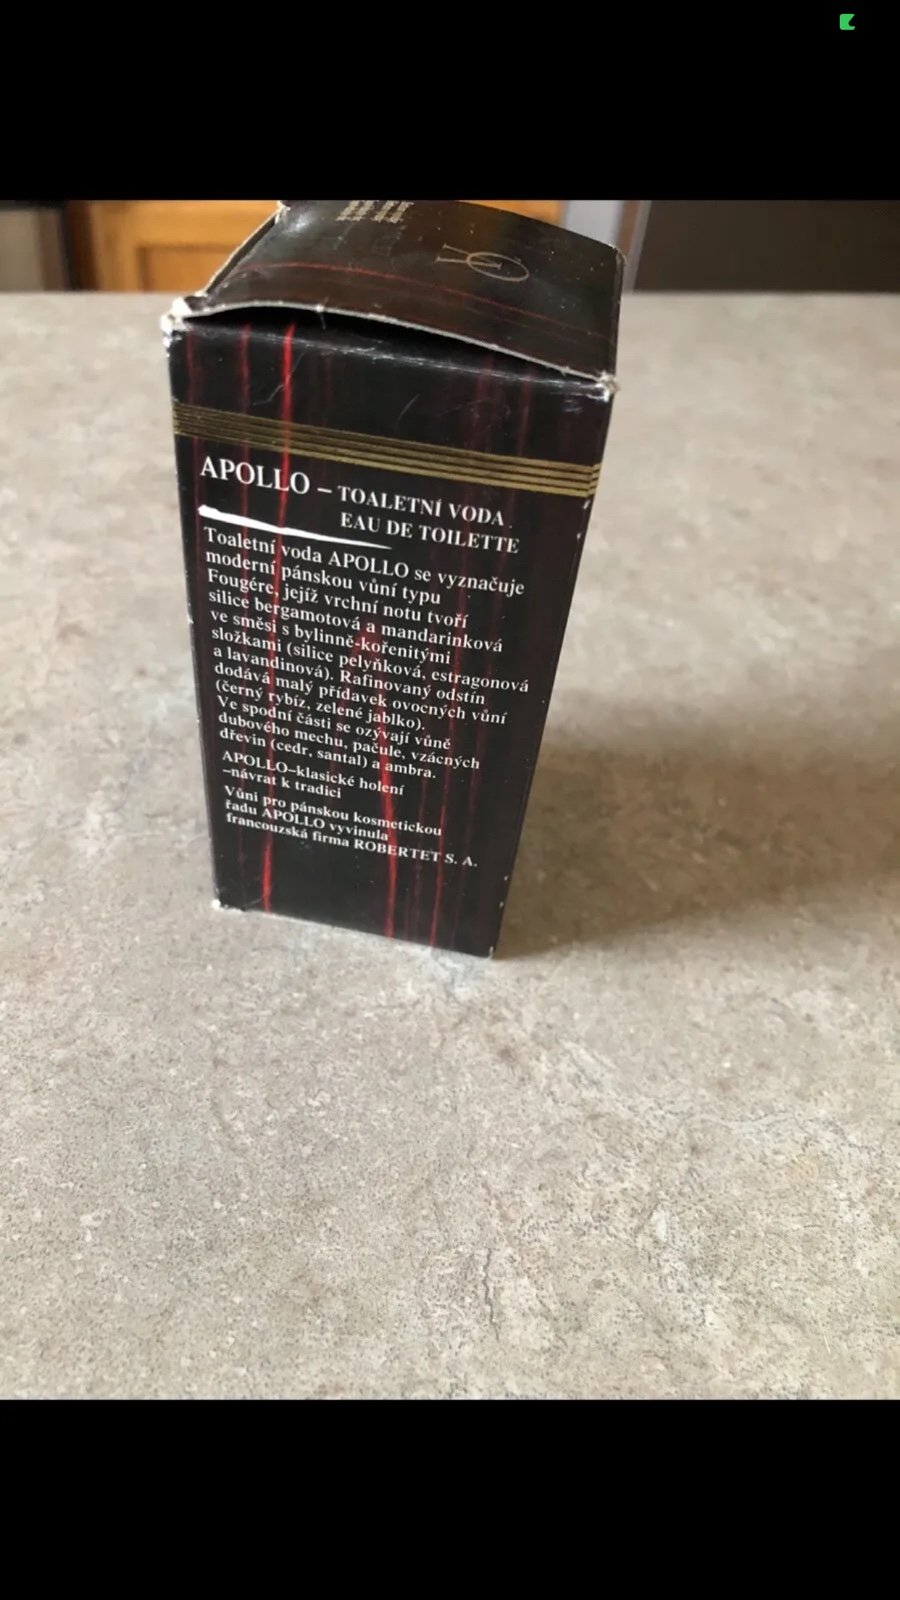 APOLLO – TOALETNÍ VODA
EAU DE TOILETTE
Toaletní voda APOLLO se vyznačuje
moderní pánskou vůní typu
Fougére, jejíž vrchní notu tvoří
silice bergamotová a mandarinková
ve směsi s bylinně-kořenitými
složkami (silice pelyňková, estragonová
a lavandinová). Rafinovaný odstín
dodává malý přídavek ovocných vůní
(černý rybíz, zelené jablko).
Ve spodní části se ozývají vůně
dubového mechu, pačule, vzácných
dřevin (cedr, santal) a ambra.
APOLLO–klasické holení
–návrat k tradici
Vůni pro pánskou kosmetickou
řadu APOLLO vyvinula
francouzská firma ROBERTET S. A.